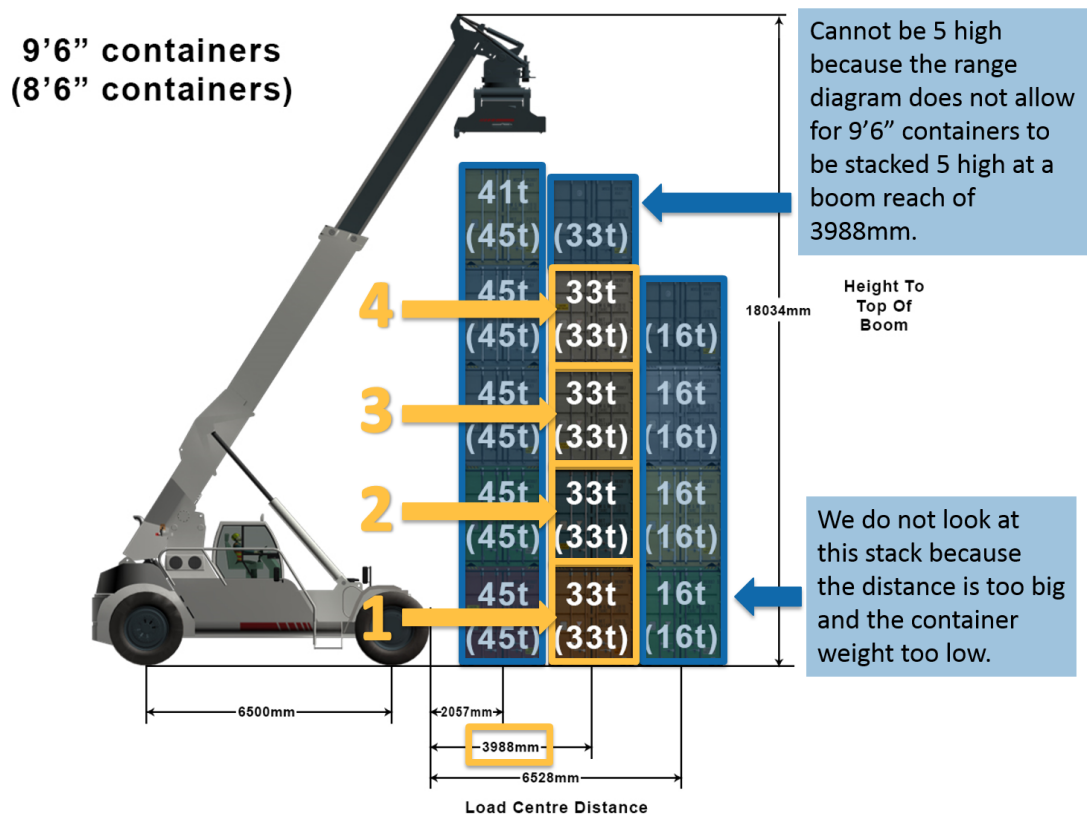 9’6” containers
(8’6” containers)
Cannot be 5 high
because the range
diagram does not allow
for 9’6” containers to
be stacked 5 high at a
boom reach of
3988mm.
41t
(45t)
(33t)
4
45t
(45t)
33t
(33t)
(16t)
18034mm
Height To
Top Of
Boom
3
45t
(45t)
33t
(33t)
16t
(16t)
2
45t
(45t)
33t
(33t)
16t
(16t)
1
45t
(45t)
33t
(33t)
16t
(16t)
We do not look at
this stack because
the distance is too big
and the container
weight too low.
6500mm
2057mm
3988mm
6528mm
Load Centre Distance